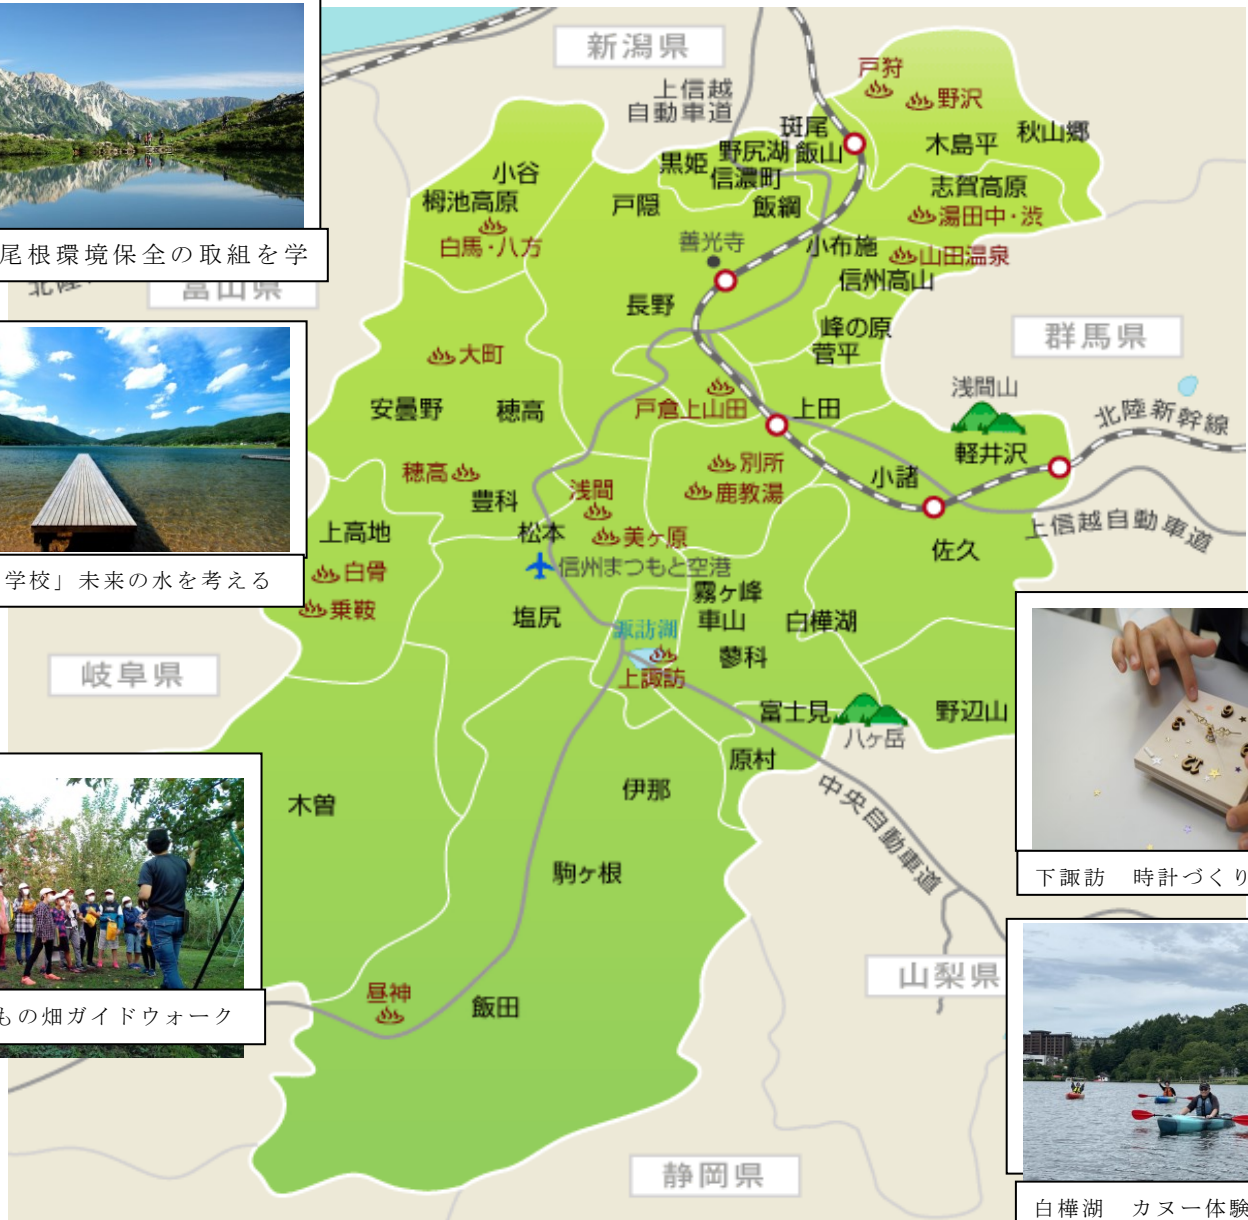 新潟県
上信越
自動車道
戸狩
野沢
斑尾
飯山
木島平
秋山郷
黒姫
野尻湖
信濃町
小谷
栂池高原
白馬・八方
戸隠
飯綱
志賀高原
湯田中・渋
尾根環境保全の取組を学
善光寺
小布施
山田温泉
信州高山
富山県
長野
峰の原
菅平
群馬県
大町
浅間山
安曇野
穂高
戸倉上山田
上田
北陸新幹線
軽井沢
穂高
別所
小諸
豊科
浅間
鹿教湯
上高地
松本
美ヶ原
上信越自動車道
佐久
学校」未来の水を考える
白骨
信州まつもと空港
乗鞍
霧ヶ峰
車山
白樺湖
塩尻
諏訪湖
蓼科
岐阜県
上諏訪
富士見
八ヶ岳
野辺山
原村
木曽
伊那
中央自動車道
駒ヶ根
下諏訪　時計づくり
山梨県
昼神
飯田
もの畑ガイドウォーク
静岡県
白樺湖　カヌー体験